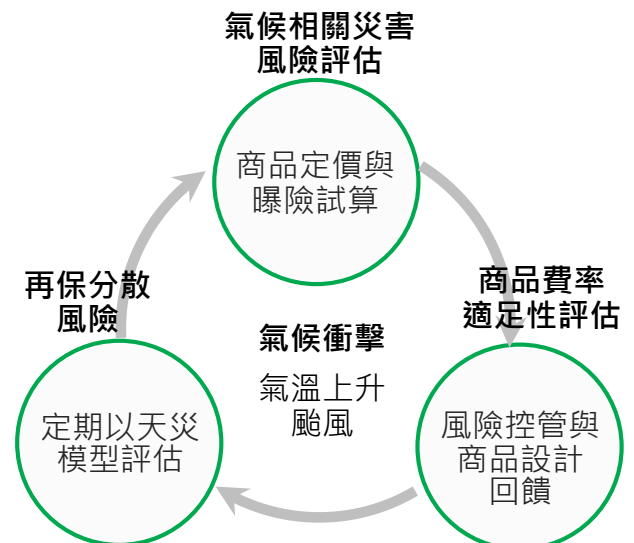 氣候相關災害
風險評估
商品定價與
曝險試算
再保分散
風險
商品費率
適足性評估
氣候衝擊
氣溫上升
颱風
定期以天災
模型評估
風險控管與
商品設計
回饋